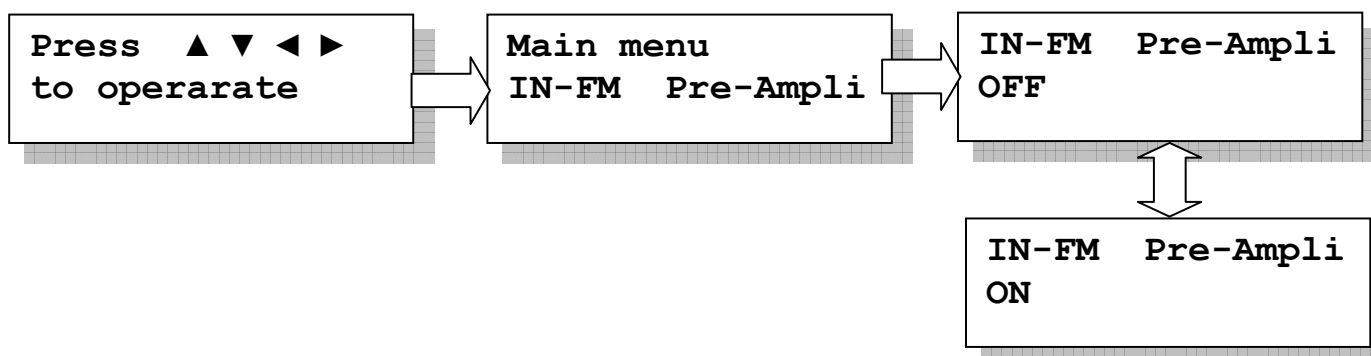 Press ▲ ▼ ◄ ►
to operarate
Main menu
IN-FM Pre-Ampli
IN-FM Pre-Ampli
OFF
IN-FM Pre-Ampli
ON